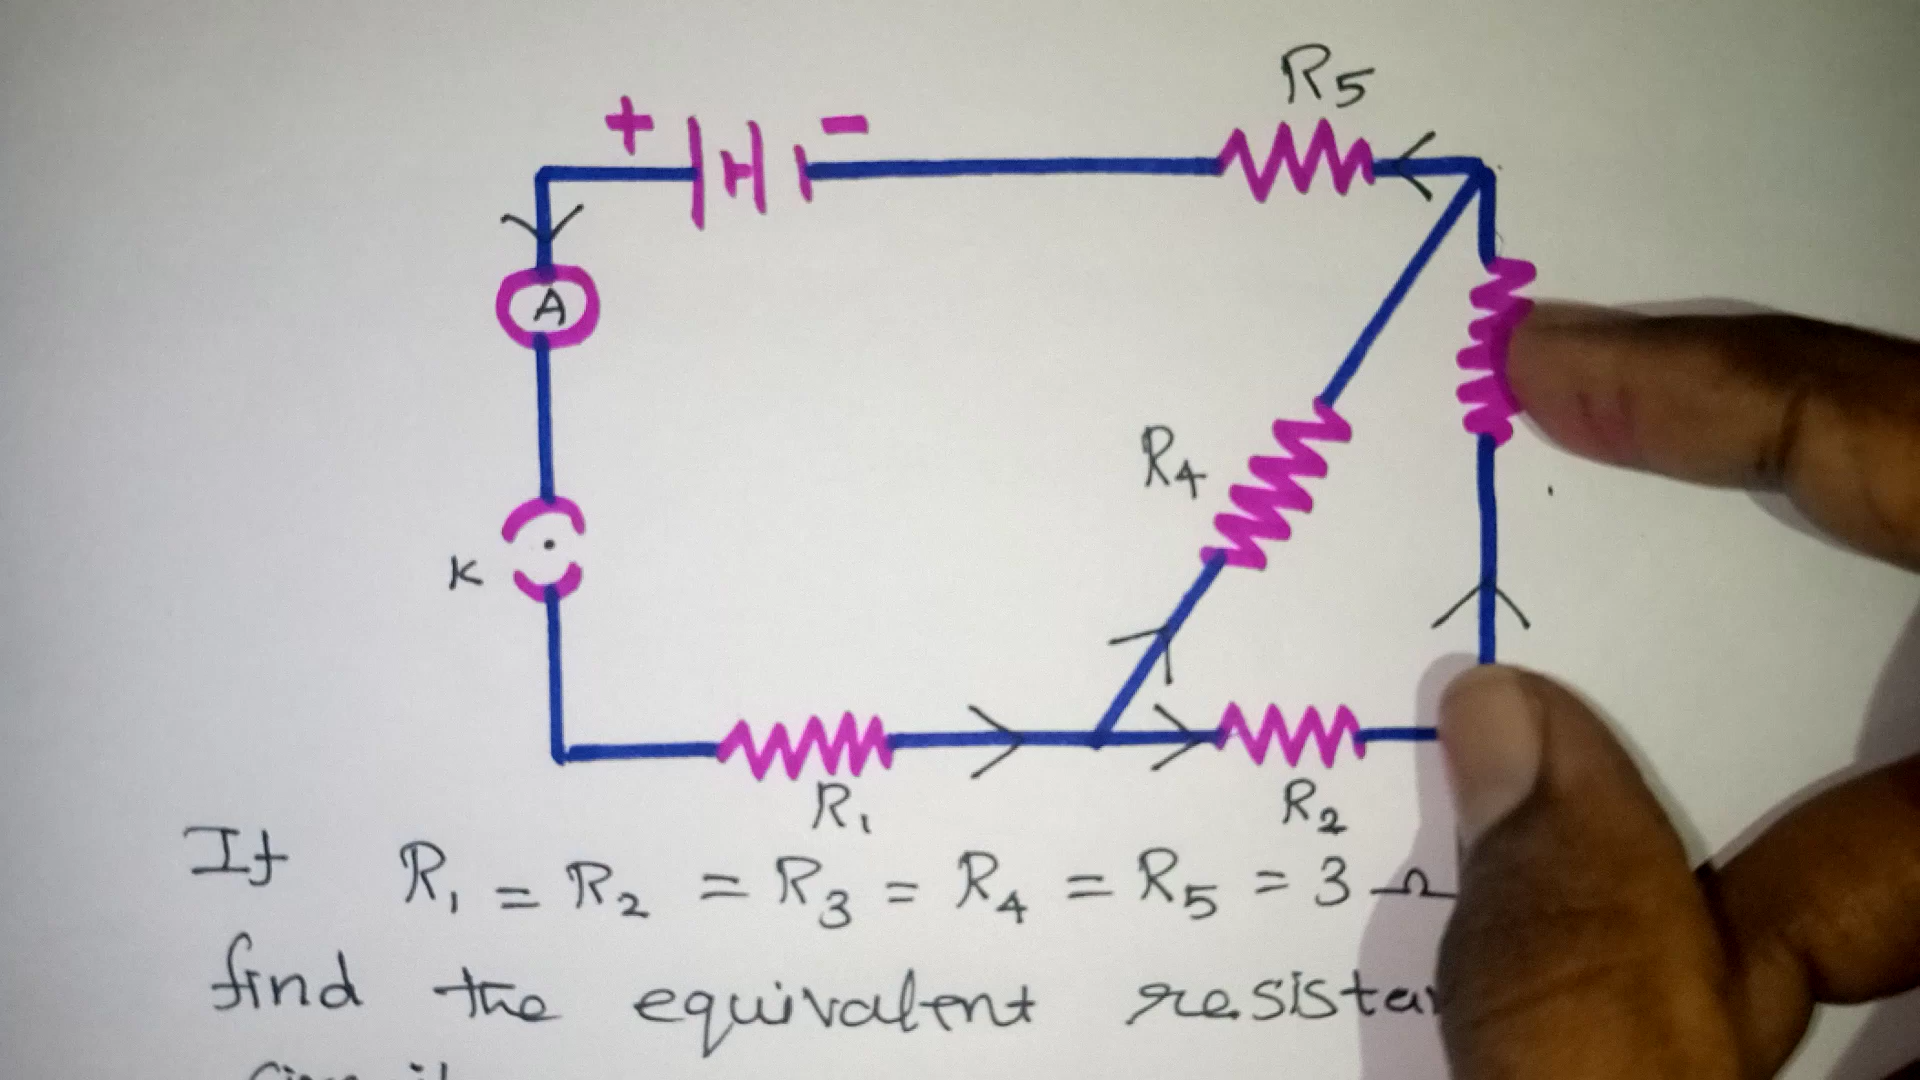 R5
+ -
A
R4
K
R1
R2
If R1 = R2 = R3 = R4 = R5 = 3 Ω
find the equivalent